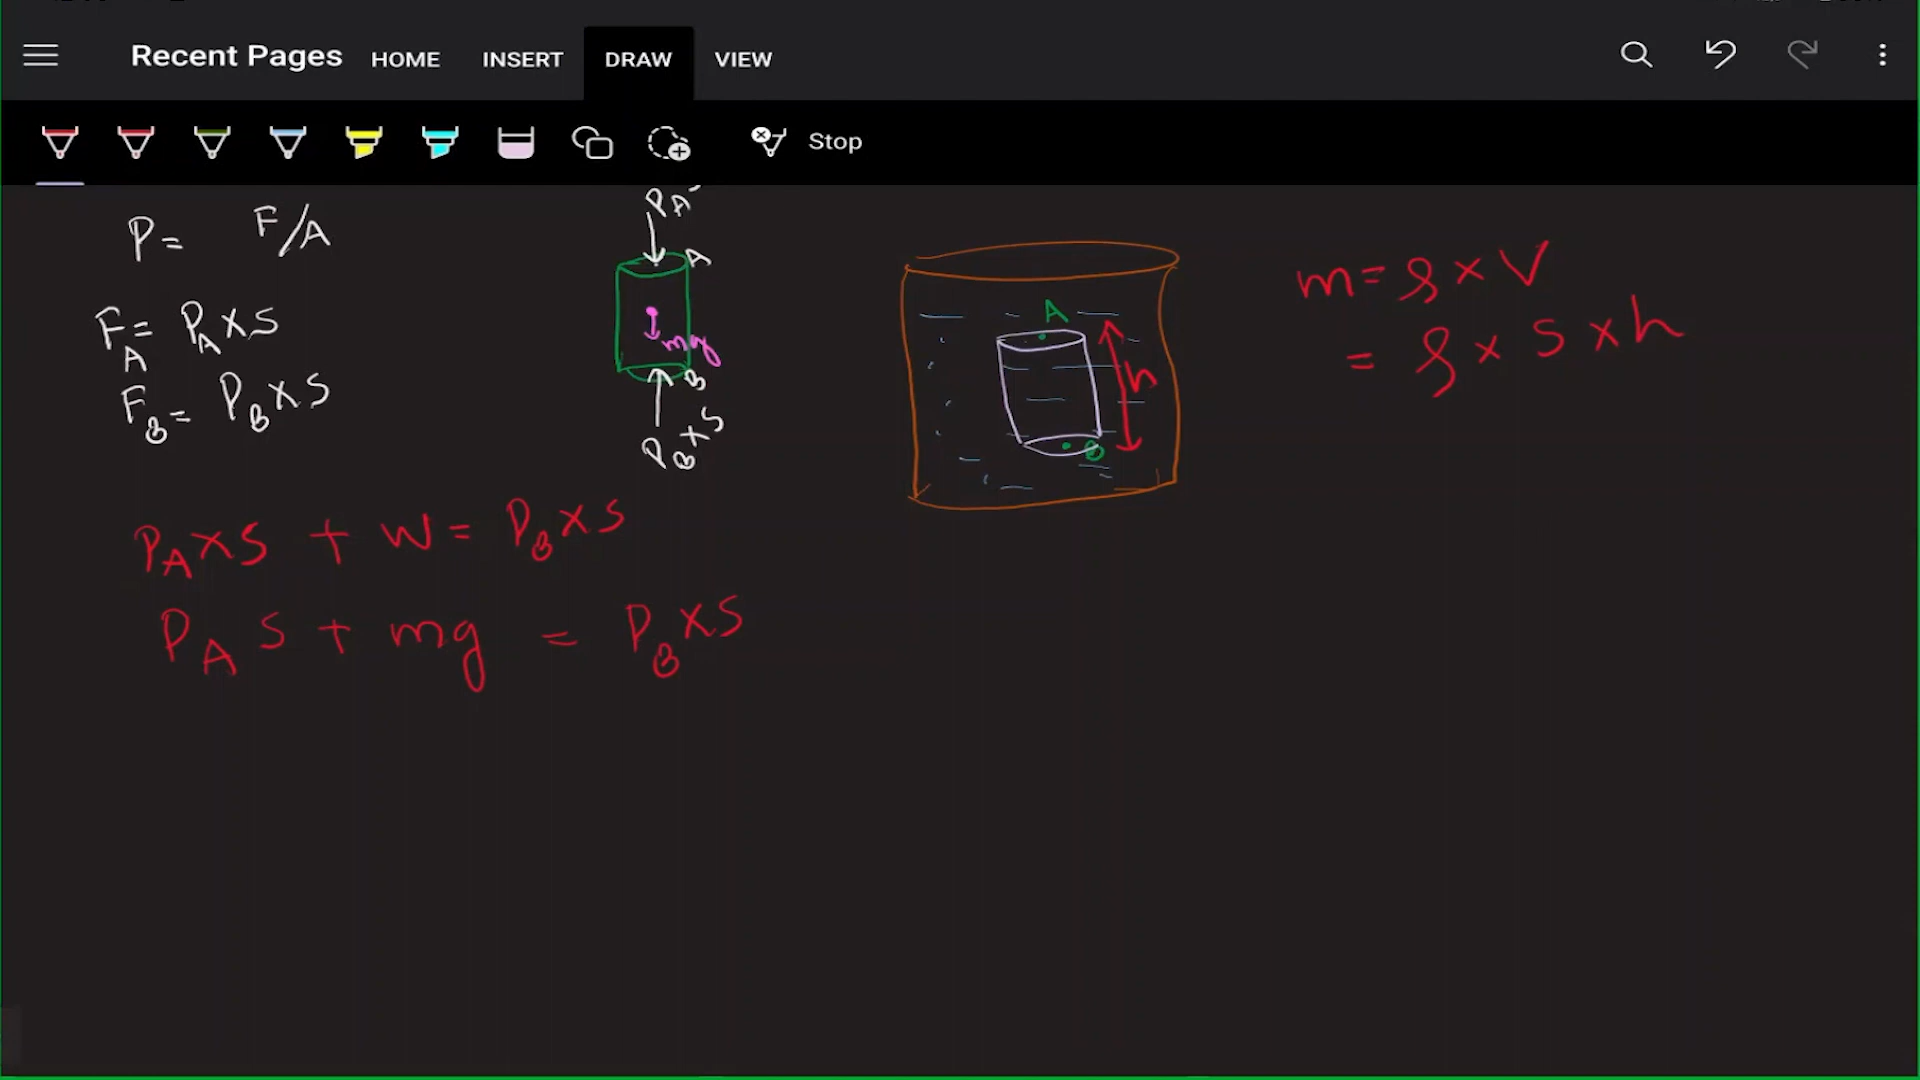 Recent Pages HOME INSERT DRAW VIEW
Stop
P = F/A
F_A = P_A × S
F_B = P_B × S
P_A
A
mg
B
P_B × S
A
h
B
m = ρ × V
= ρ × S × h
P_A × S + W = P_B × S
P_A S + mg = P_B × S